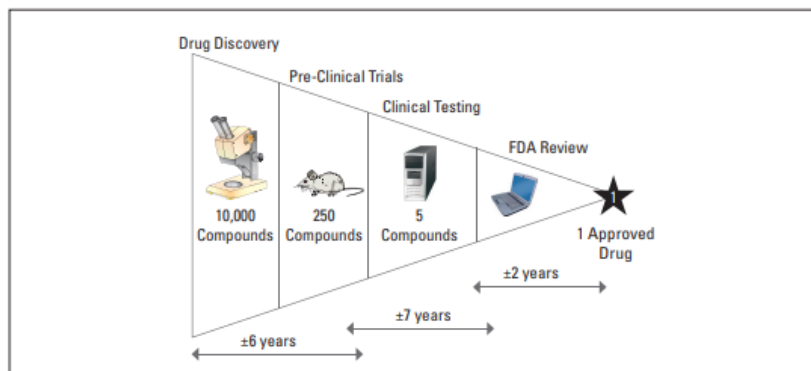 Drug Discovery
Pre-Clinical Trials
Clinical Testing
FDA Review
10,000
Compounds
250
Compounds
5
Compounds
1
1 Approved
Drug
±2 years
±7 years
±6 years